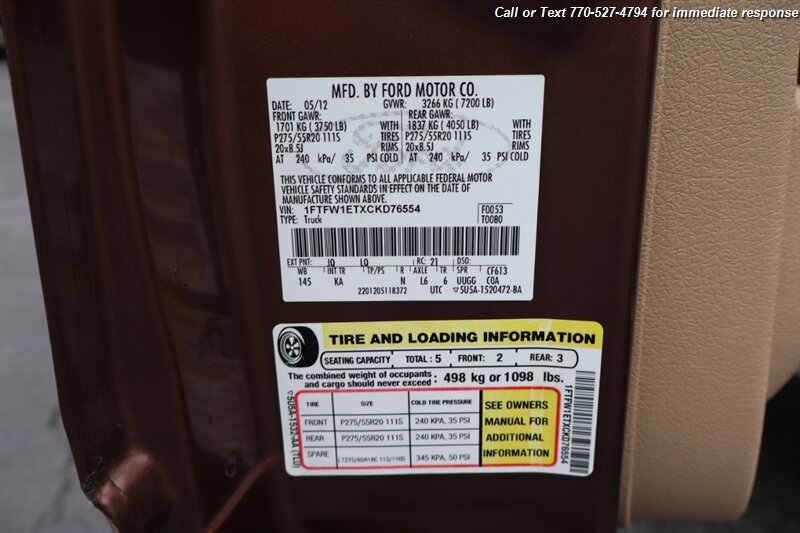 Call or Text 770-527-4794 for immediate response
MFD. BY FORD MOTOR CO.
DATE: 05/12 GVWR: 3266 KG ( 7200 LB)
FRONT GAWR: REAR GAWR:
1701 KG ( 3750 LB) WITH 1837 KG ( 4050 LB) WITH
P275/55R20 111S TIRES P275/55R20 111S TIRES
20x8.5J RIMS 20x8.5J RIMS
AT 240 kPa/ 35 PSI COLD AT 240 kPa/ 35 PSI COLD
THIS VEHICLE CONFORMS TO ALL APPLICABLE FEDERAL MOTOR
VEHICLE SAFETY STANDARDS IN EFFECT ON THE DATE OF
MANUFACTURE SHOWN ABOVE.
VIN: 1FTFW1ETXCKD76554 F0053
TYPE: Truck T0080
EXT PNT: JQ LQ RC: 21 DSO:
WB INT TR TP/PS R AXLE TR SPR CF613
145 KA N L6 6 UUGG COA
2201205118372 UTC ▽5U5A-1520472-BA
TIRE AND LOADING INFORMATION
SEATING CAPACITY TOTAL : 5 FRONT: 2 REAR: 3
The combined weight of occupants
and cargo should never exceed : 498 kg or 1098 lbs.
TIRE SIZE COLD TIRE PRESSURE
FRONT P275/55R20 111S 240 KPA, 35 PSI
REAR P275/55R20 111S 240 KPA, 35 PSI
SPARE LT275/65R18C 113/110S 345 KPA, 50 PSI
SEE OWNERS
MANUAL FOR
ADDITIONAL
INFORMATION
▽5U5A-1532-AA (TLU)
1FTFW1ETXCKD76554